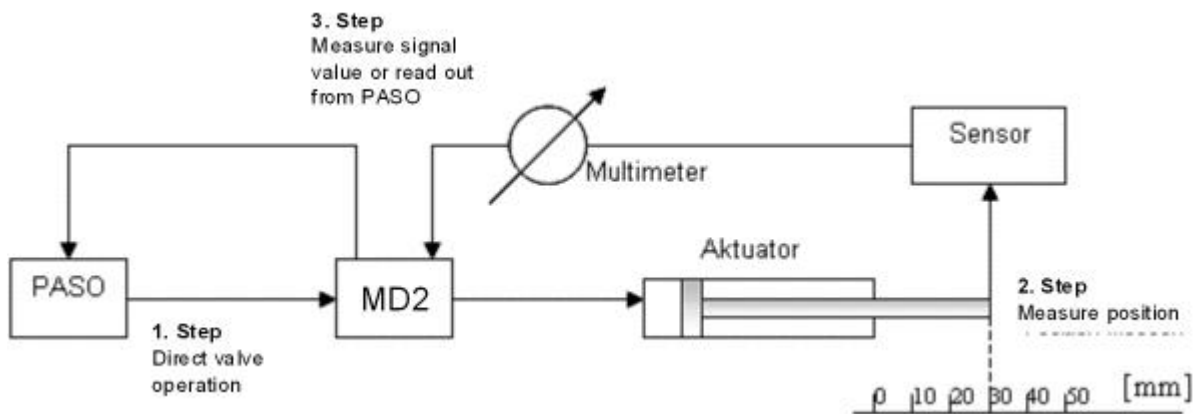 3. Step
Measure signal
value or read out
from PASO
Sensor
Multimeter
Aktuator
PASO
MD2
2. Step
Measure position
1. Step
Direct valve
operation
0 10 20 30 40 50 [mm]